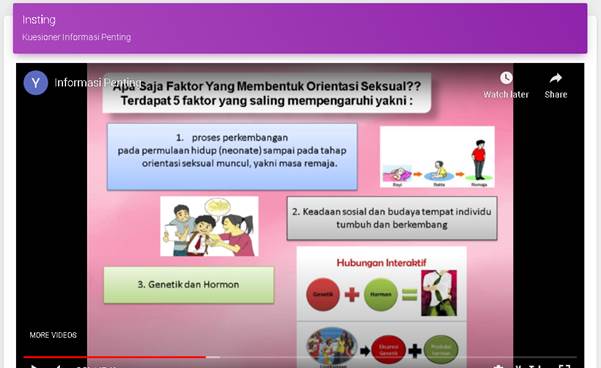 Insting
Kuesioner Informasi Penting
Y Informasi Penting
Apa Saja Faktor Yang Membentuk Orientasi Seksual??
Terdapat 5 faktor yang saling mempengaruhi yakni :
Watch later
Share
1. proses perkembangan
pada permulaan hidup (neonate) sampai pada tahap
orientasi seksual muncul, yakni masa remaja.
Bayi
Balita
Remaja
2. Keadaan sosial dan budaya tempat individu
tumbuh dan berkembang
3. Genetik dan Hormon
Hubungan Interaktif
Genetik
Hormon
MORE VIDEOS
Ekspresi
Genetik
Produksi